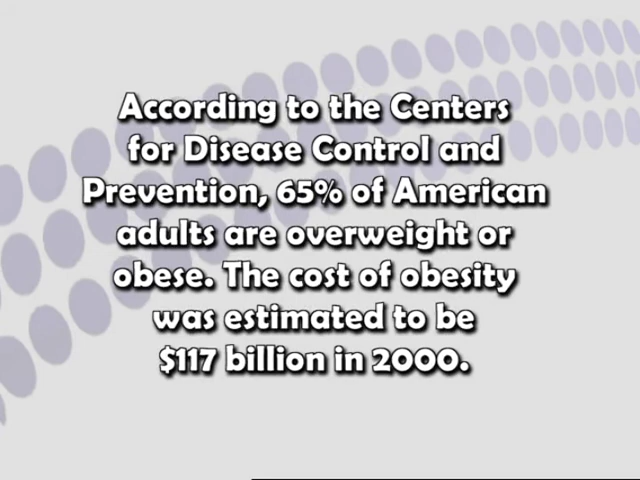 According to the Centers
for Disease Control and
Prevention, 65% of American
adults are overweight or
obese. The cost of obesity
was estimated to be
$117 billion in 2000.